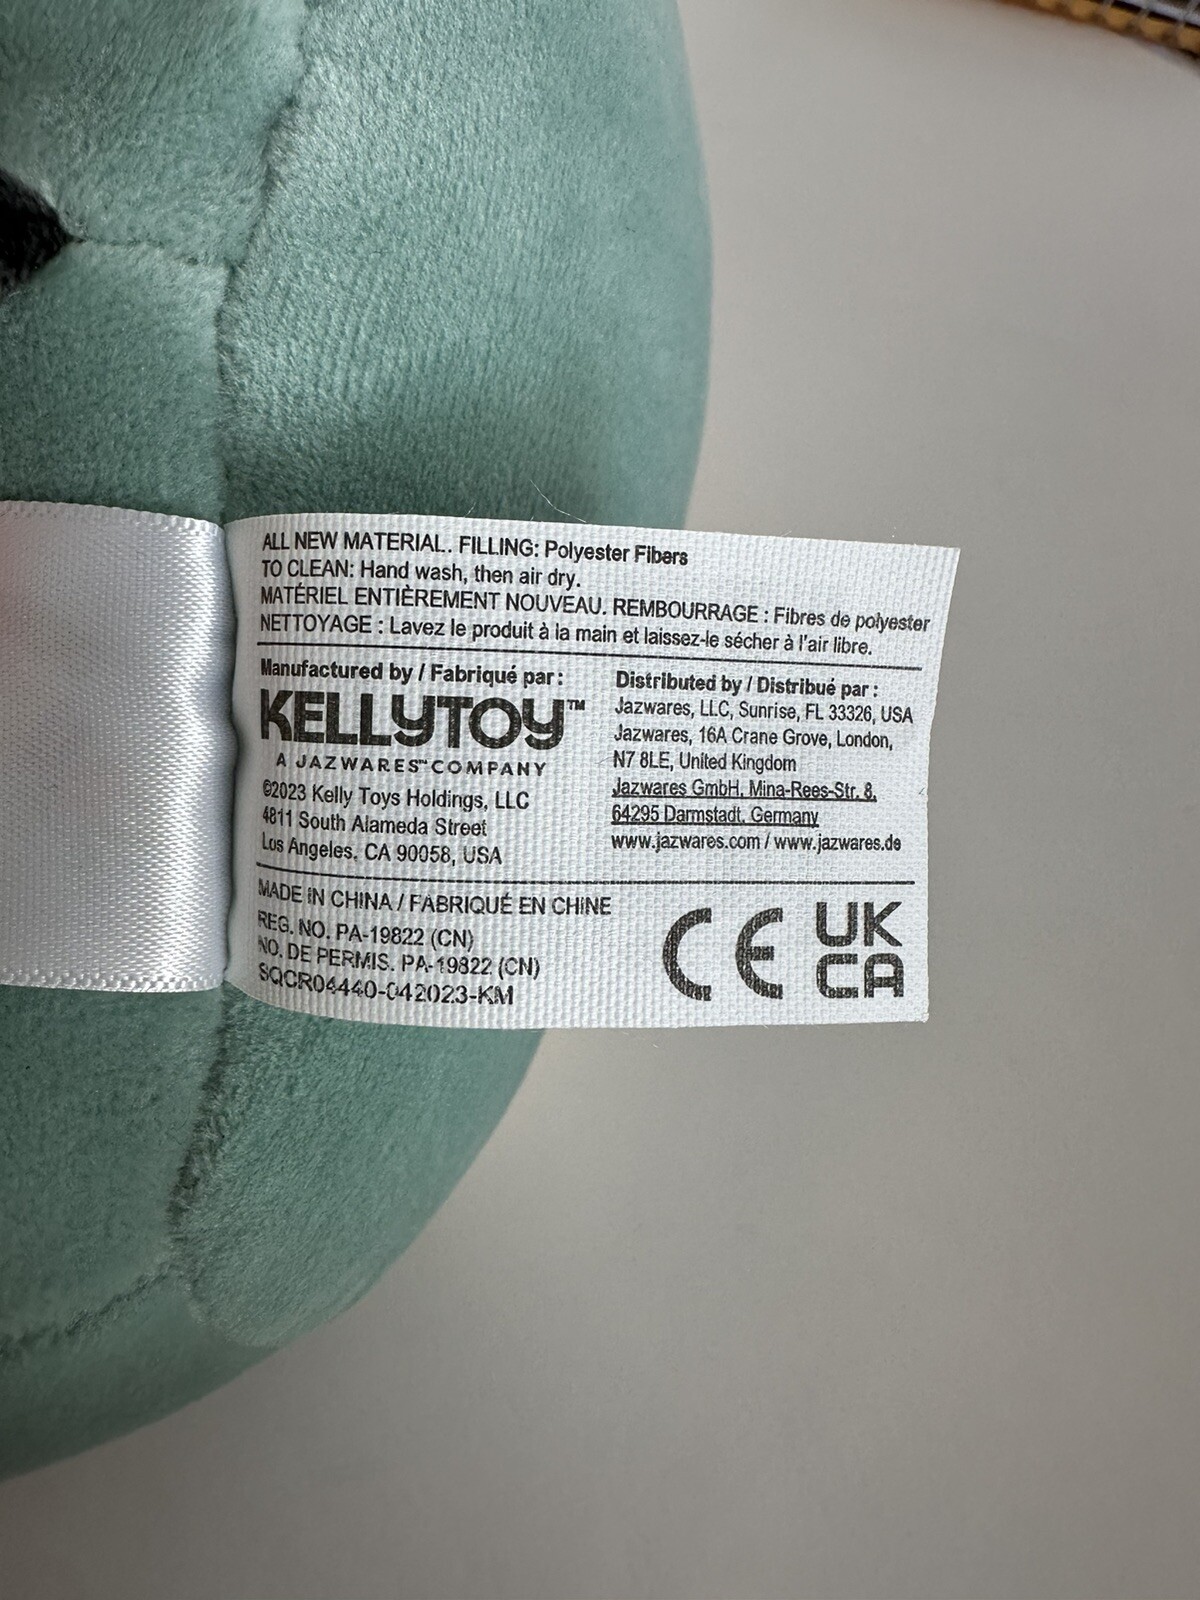 ALL NEW MATERIAL. FILLING: Polyester Fibers
TO CLEAN: Hand wash, then air dry.
MATÉRIEL ENTIÈREMENT NOUVEAU. REMBOURRAGE : Fibres de polyester
NETTOYAGE : Lavez le produit à la main et laissez-le sécher à l'air libre.
Manufactured by / Fabriqué par :
KELLYTOY™
A JAZWARES™ COMPANY
©2023 Kelly Toys Holdings, LLC
4811 South Alameda Street
Los Angeles, CA 90058, USA
Distributed by / Distribué par :
Jazwares, LLC, Sunrise, FL 33326, USA
Jazwares, 16A Crane Grove, London,
N7 8LE, United Kingdom
Jazwares GmbH, Mina-Rees-Str. 8,
64295 Darmstadt, Germany
www.jazwares.com / www.jazwares.de
MADE IN CHINA / FABRIQUÉ EN CHINE
REG. NO. PA-19822 (CN)
NO. DE PERMIS. PA-19822 (CN)
SQCR04440-042023-KM
CE
UK
CA